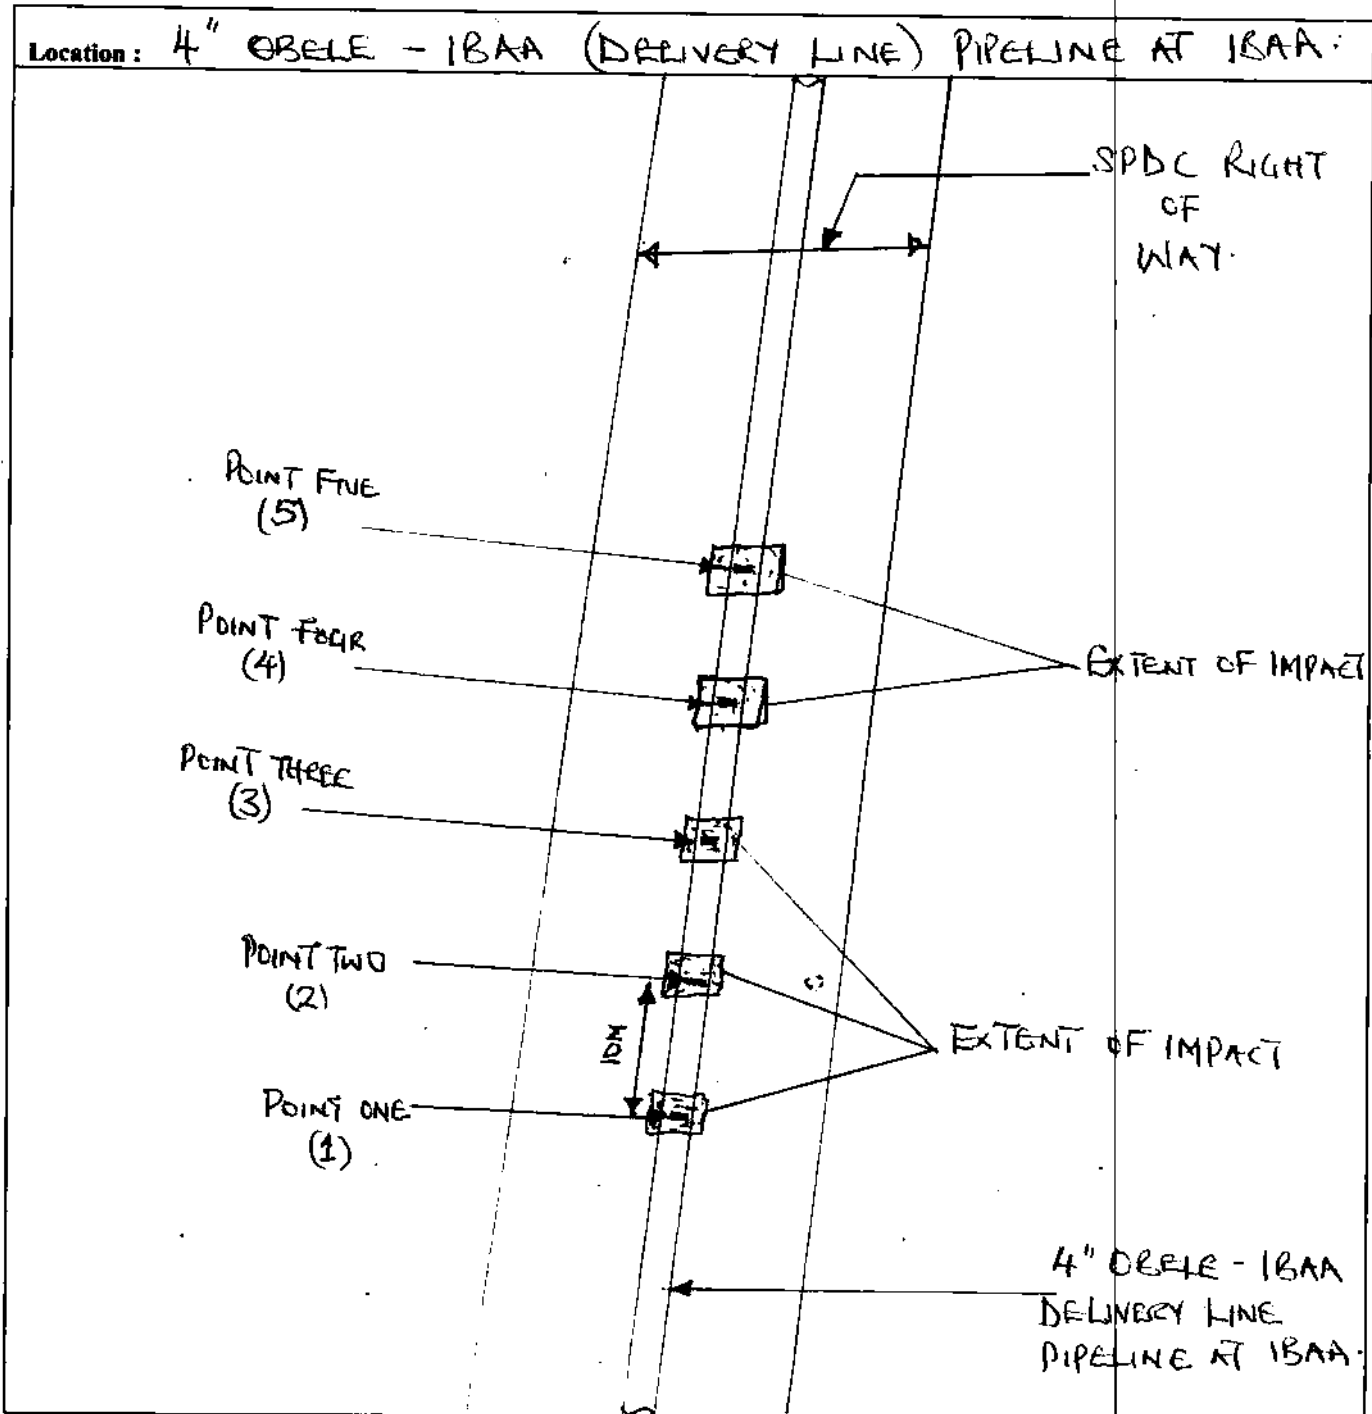 Location : 4" OBELE - IBAA (DELIVERY LINE) PIPELINE AT IBAA.
SPDC RIGHT
OF
WAY.
POINT FIVE
(5)
POINT FOUR
(4)
EXTENT OF IMPACT
POINT THREE
(3)
POINT TWO
(2)
10M
EXTENT OF IMPACT
POINT ONE
(1)
4" OBELE - IBAA
DELIVERY LINE
PIPELINE AT IBAA.